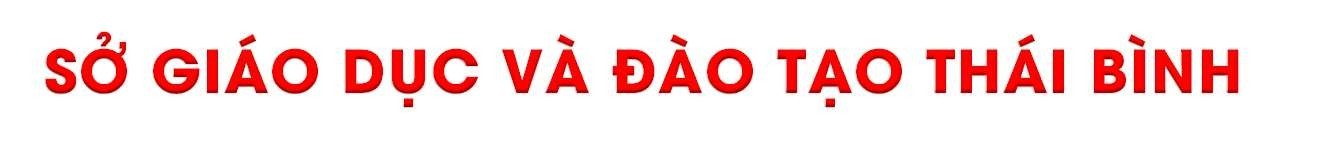 SỞ GIÁO DỤC VÀ ĐÀO TẠO THÁI BÌNH